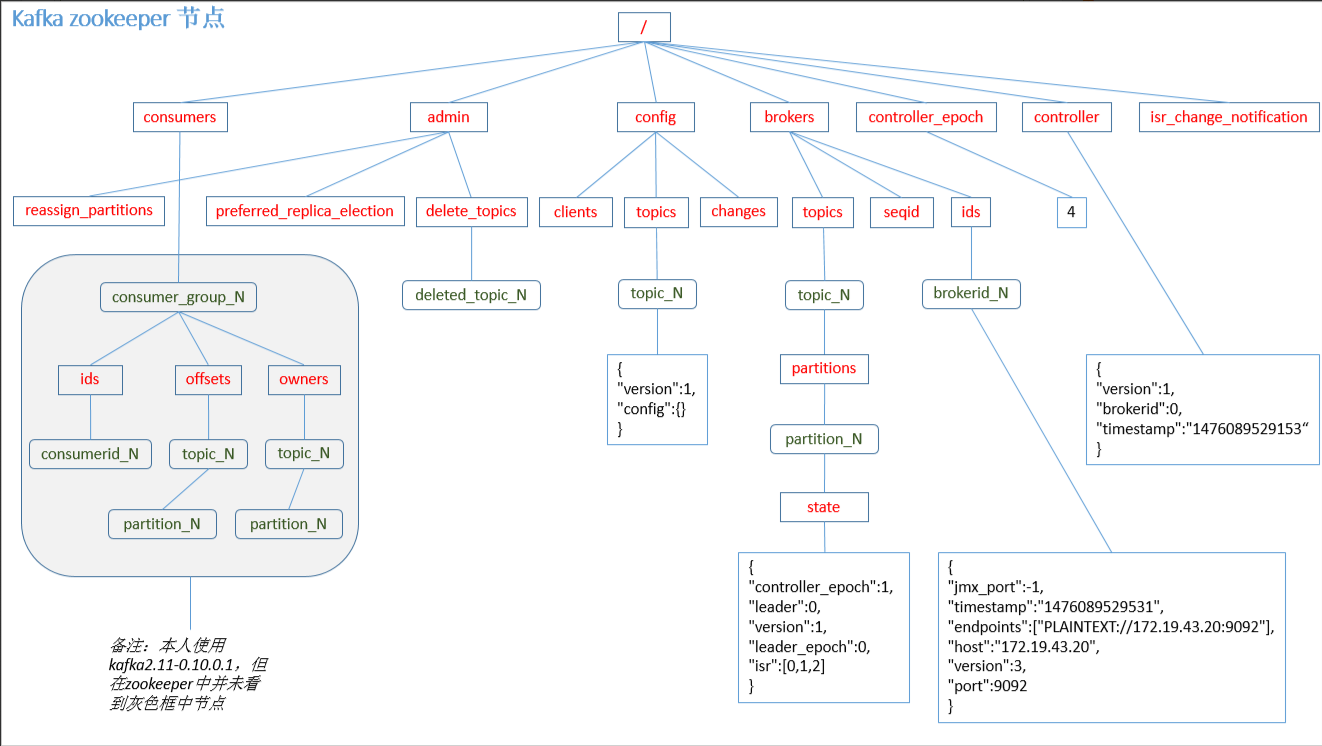 Kafka zookeeper 节点
/
consumers
admin
config
brokers
controller_epoch
controller
isr_change_notification
reassign_partitions
preferred_replica_election
delete_topics
clients
topics
changes
topics
seqid
ids
4
consumer_group_N
deleted_topic_N
topic_N
topic_N
brokerid_N
ids
offsets
owners
consumerid_N
topic_N
topic_N
partition_N
partition_N
{
"version":1,
"config":{}
}
partitions
partition_N
state
{
"version":1,
"brokerid":0,
"timestamp":"1476089529153“
}
{
"controller_epoch":1,
"leader":0,
"version":1,
"leader_epoch":0,
"isr":[0,1,2]
}
{
"jmx_port":-1,
"timestamp":"1476089529531",
"endpoints":["PLAINTEXT://172.19.43.20:9092"],
"host":"172.19.43.20",
"version":3,
"port":9092
}
备注：本人使用
kafka2.11-0.10.0.1，但
在zookeeper中并未看
到灰色框中节点